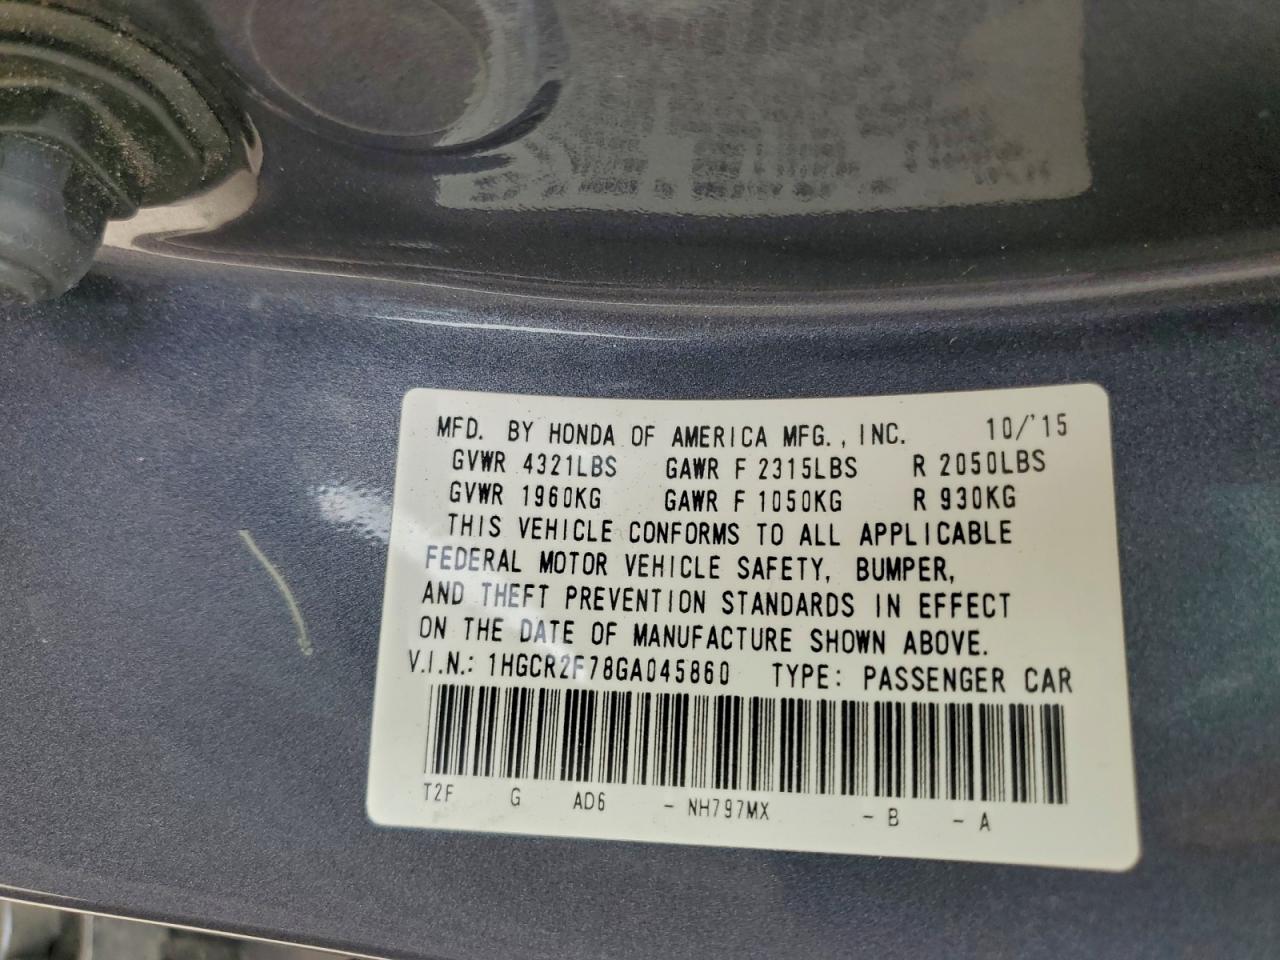 MFD. BY HONDA OF AMERICA MFG., INC. 10/'15
GVWR 4321LBS GAWR F 2315LBS R 2050LBS
GVWR 1960KG GAWR F 1050KG R 930KG
THIS VEHICLE CONFORMS TO ALL APPLICABLE
FEDERAL MOTOR VEHICLE SAFETY, BUMPER,
AND THEFT PREVENTION STANDARDS IN EFFECT
ON THE DATE OF MANUFACTURE SHOWN ABOVE.
V.I.N.: 1HGCR2F78GA045860 TYPE: PASSENGER CAR
T2F G AD6 - NH797MX - B - A